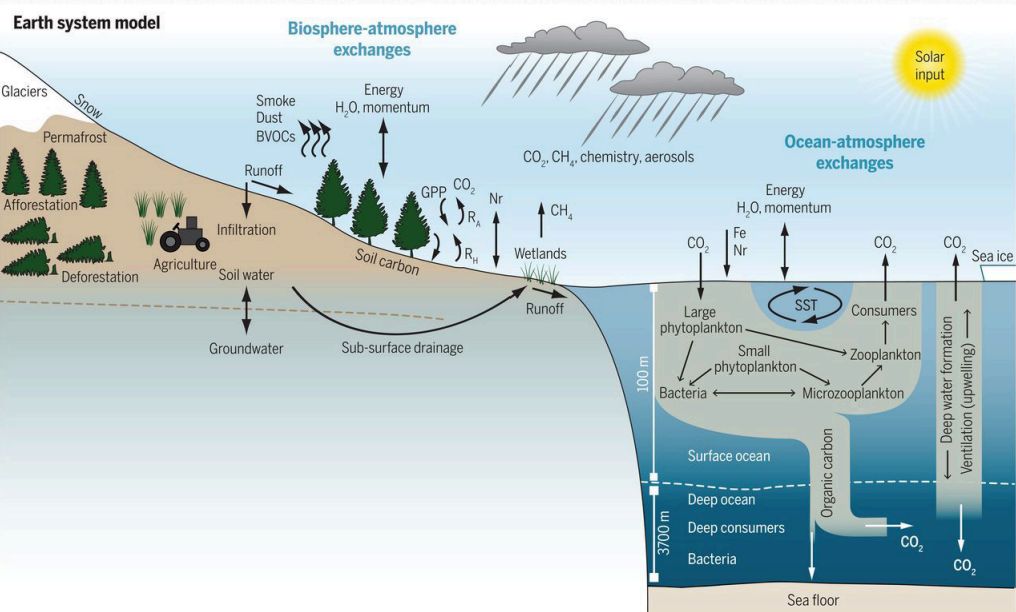 Earth system model
Biosphere-atmosphere
exchanges
Solar
input
Glaciers
Snow
Permafrost
Smoke
Dust
BVOCs
Energy
H₂O, momentum
CO₂, CH₄, chemistry, aerosols
Ocean-atmosphere
exchanges
Runoff
GPP
CO₂
R_A
R_H
Nr
CH₄
Energy
H₂O, momentum
Afforestation
Infiltration
Agriculture
Deforestation
Soil water
Soil carbon
Wetlands
Runoff
Groundwater
Sub-surface drainage
CO₂
Fe
Nr
CO₂
CO₂
Sea ice
SST
Large
phytoplankton
Consumers
Small
phytoplankton
Zooplankton
Bacteria
Microzooplankton
100 m
Deep water formation
Ventilation (upwelling)
Organic carbon
Surface ocean
Deep ocean
3700 m
Deep consumers
Bacteria
CO₂
CO₂
Sea floor